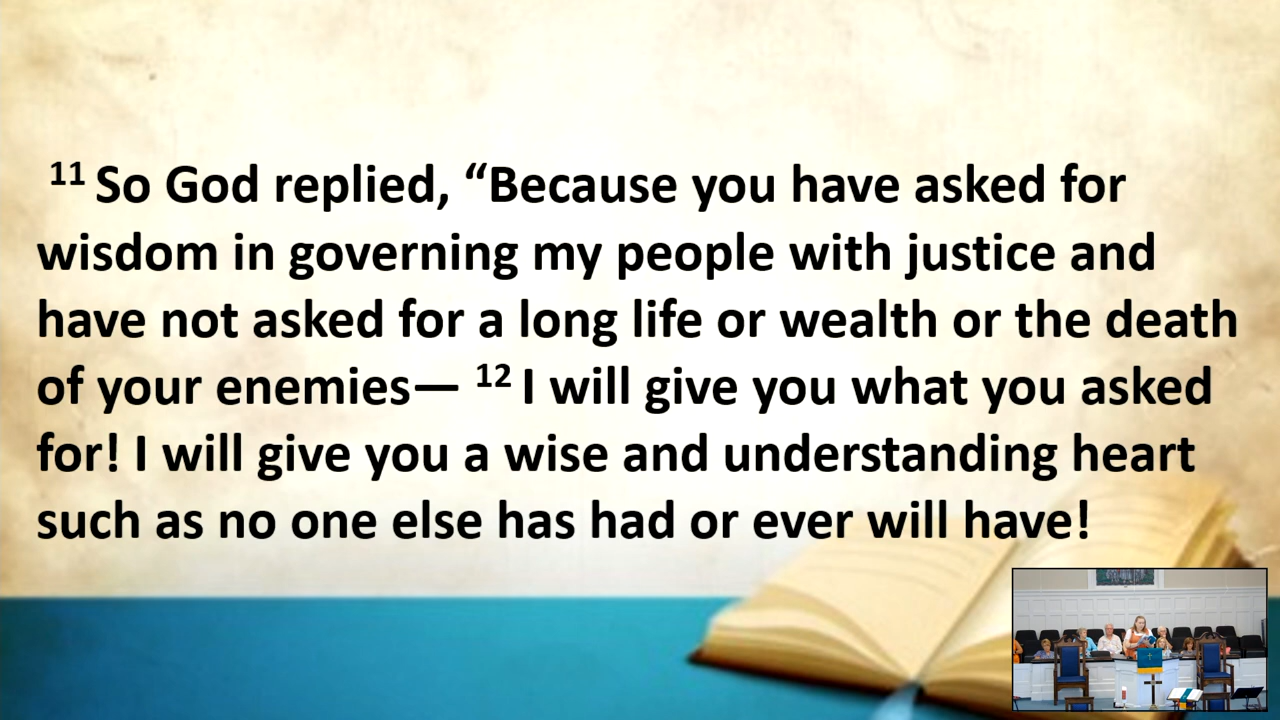 11 So God replied, “Because you have asked for
wisdom in governing my people with justice and
have not asked for a long life or wealth or the death
of your enemies— 12 I will give you what you asked
for! I will give you a wise and understanding heart
such as no one else has had or ever will have!